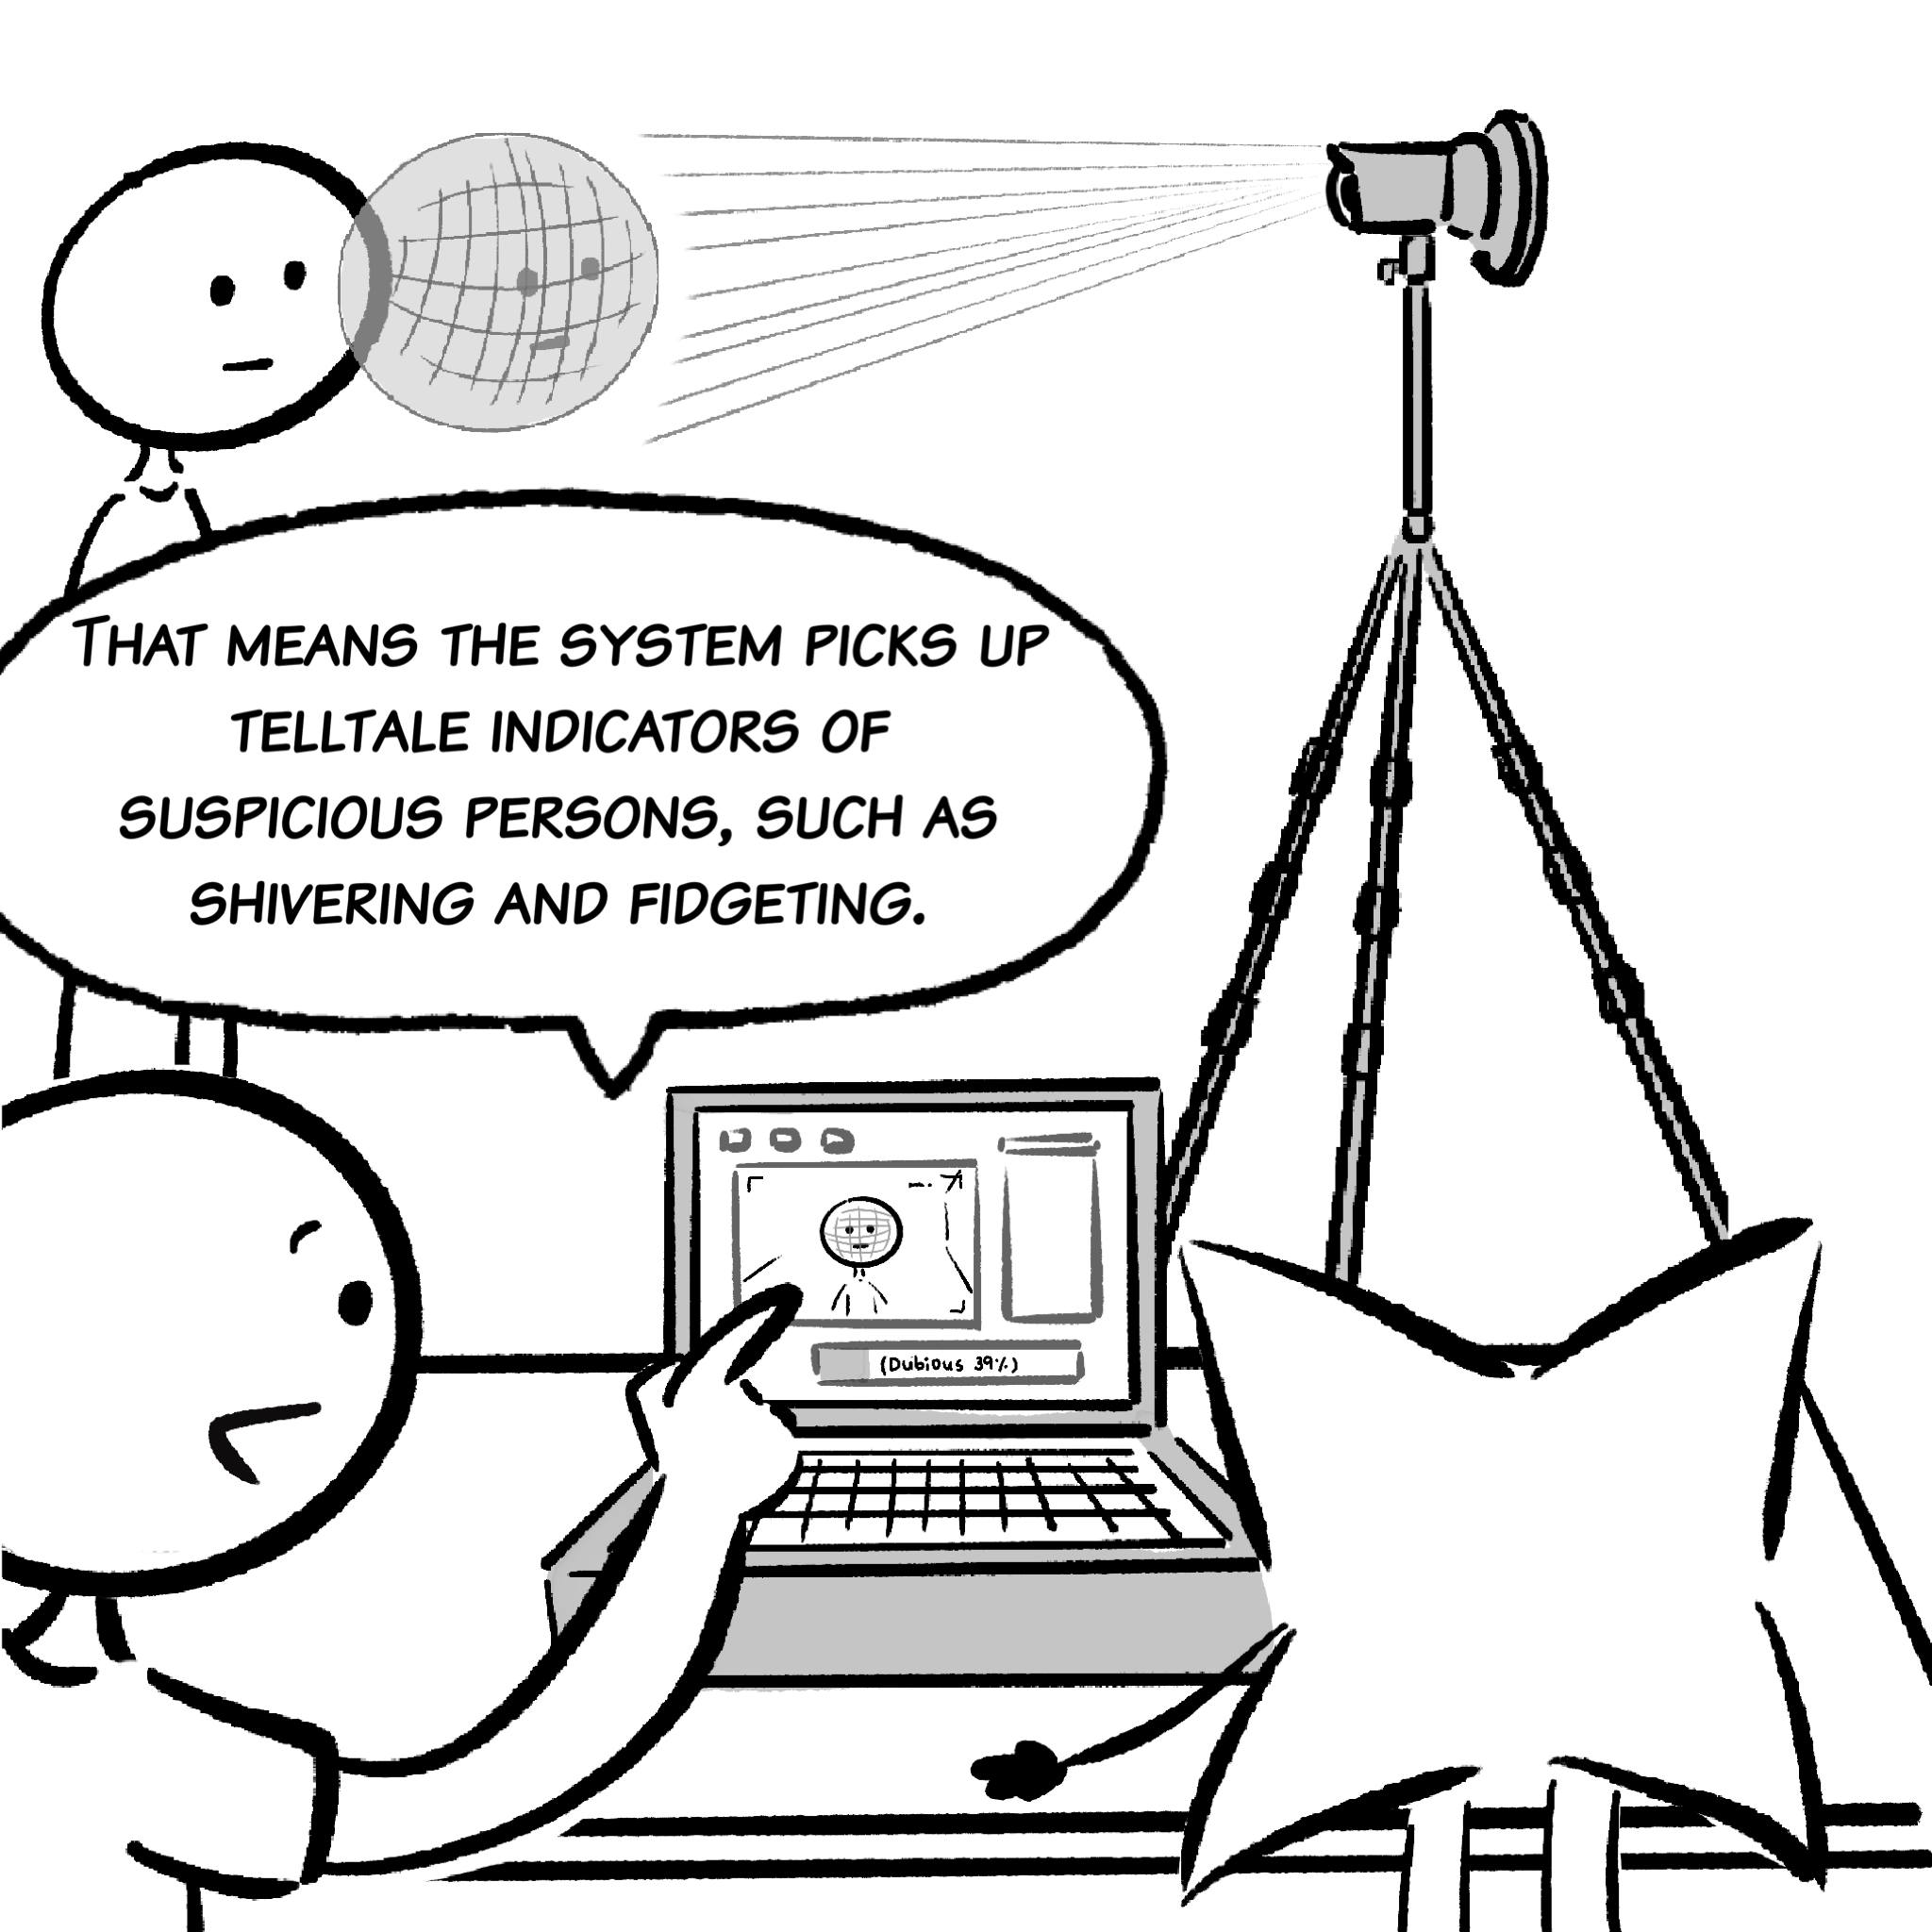 THAT MEANS THE SYSTEM PICKS UP
TELLTALE INDICATORS OF
SUSPICIOUS PERSONS, SUCH AS
SHIVERING AND FIDGETING.
(Dubious 39%)